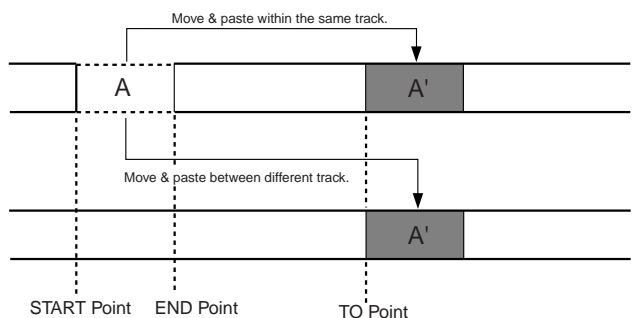 Move & paste within the same track.
A
A'
Move & paste between different track.
A'
START Point
END Point
TO Point